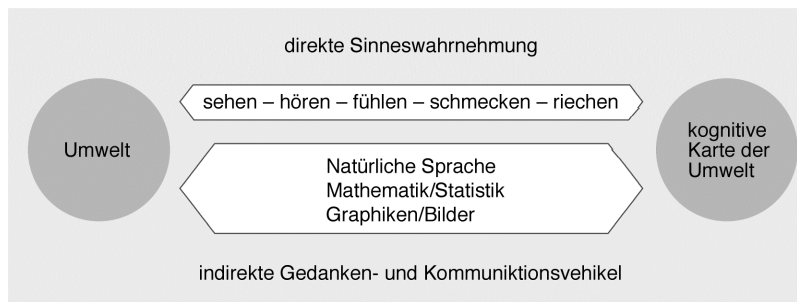 direkte Sinneswahrnehmung
sehen – hören – fühlen – schmecken – riechen
Umwelt
Natürliche Sprache
Mathematik/Statistik
Graphiken/Bilder
kognitive
Karte der
Umwelt
indirekte Gedanken- und Kommuniktionsvehikel